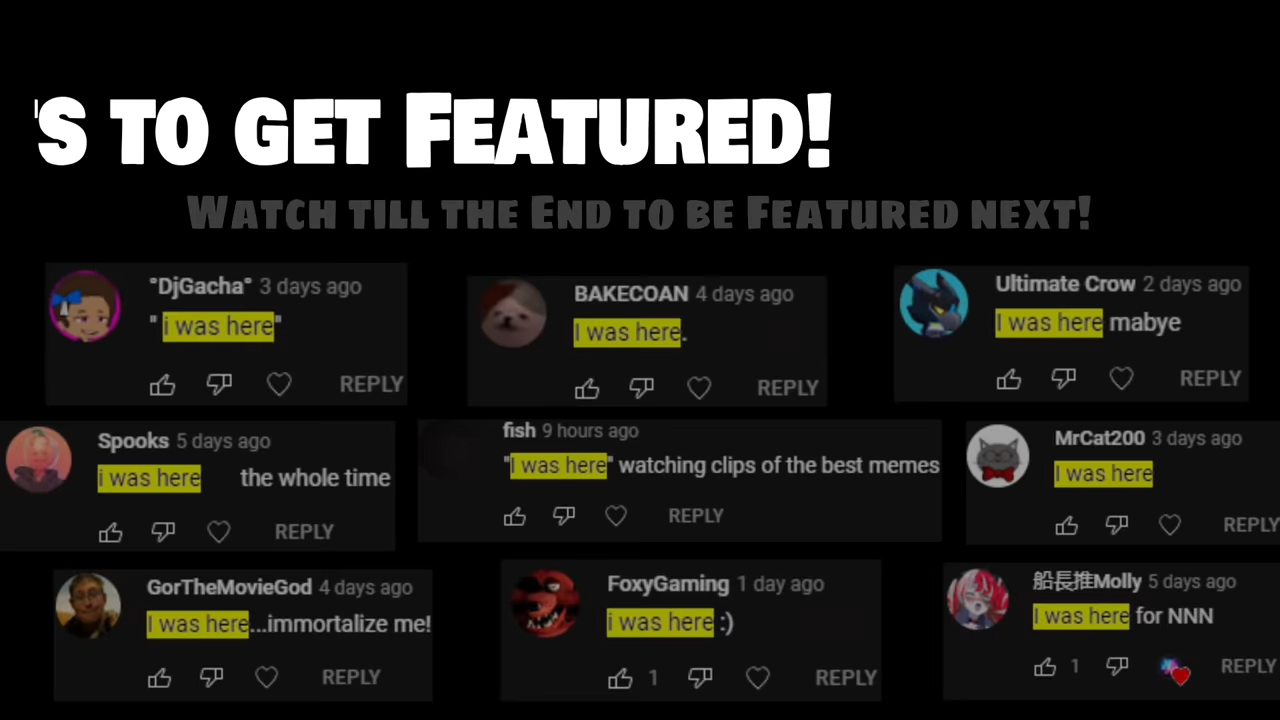 'S TO GET FEATURED!
WATCH TILL THE END TO BE FEATURED NEXT!
°DjGacha° 3 days ago
" i was here"
REPLY
BAKECOAN 4 days ago
I was here.
REPLY
Ultimate Crow 2 days ago
I was here mabye
REPLY
Spooks 5 days ago
i was here the whole time
REPLY
fish 9 hours ago
"I was here" watching clips of the best memes
REPLY
MrCat200 3 days ago
I was here
REPLY
GorTheMovieGod 4 days ago
I was here...immortalize me!
REPLY
FoxyGaming 1 day ago
i was here :)
1 REPLY
船長推Molly 5 days ago
I was here for NNN
1 REPLY